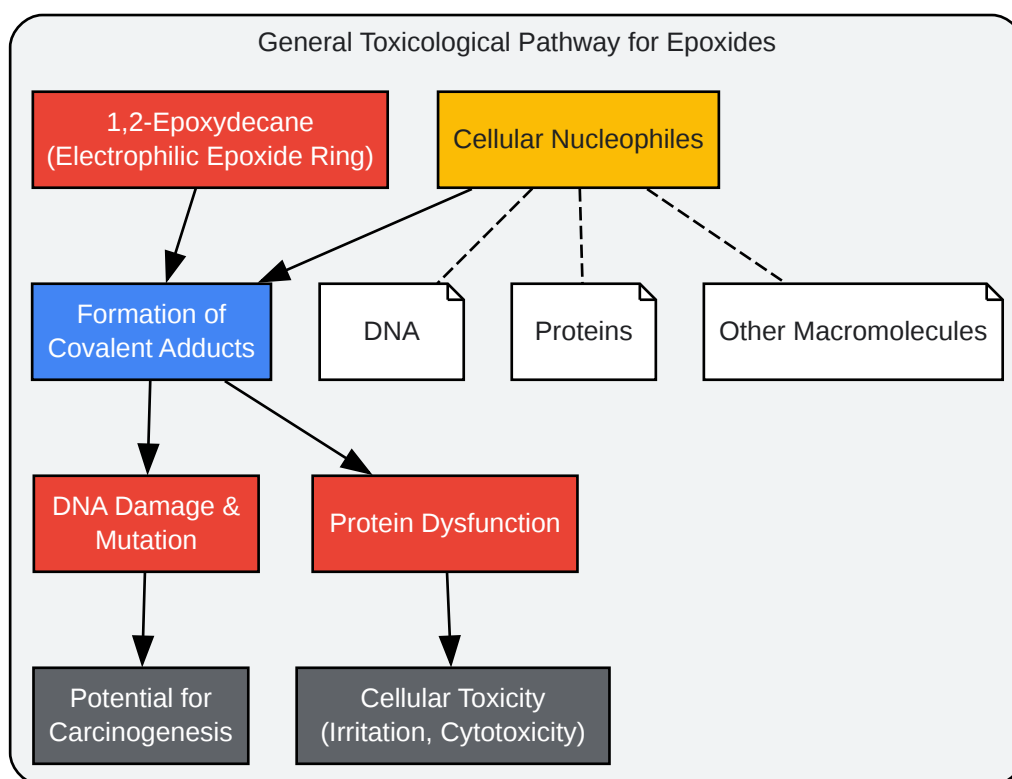 General Toxicological Pathway for Epoxides
1,2-Epoxydecane
(Electrophilic Epoxide Ring)
Cellular Nucleophiles
Formation of
Covalent Adducts
DNA
Proteins
Other Macromolecules
DNA Damage &
Mutation
Protein Dysfunction
Potential for
Carcinogenesis
Cellular Toxicity
(Irritation, Cytotoxicity)